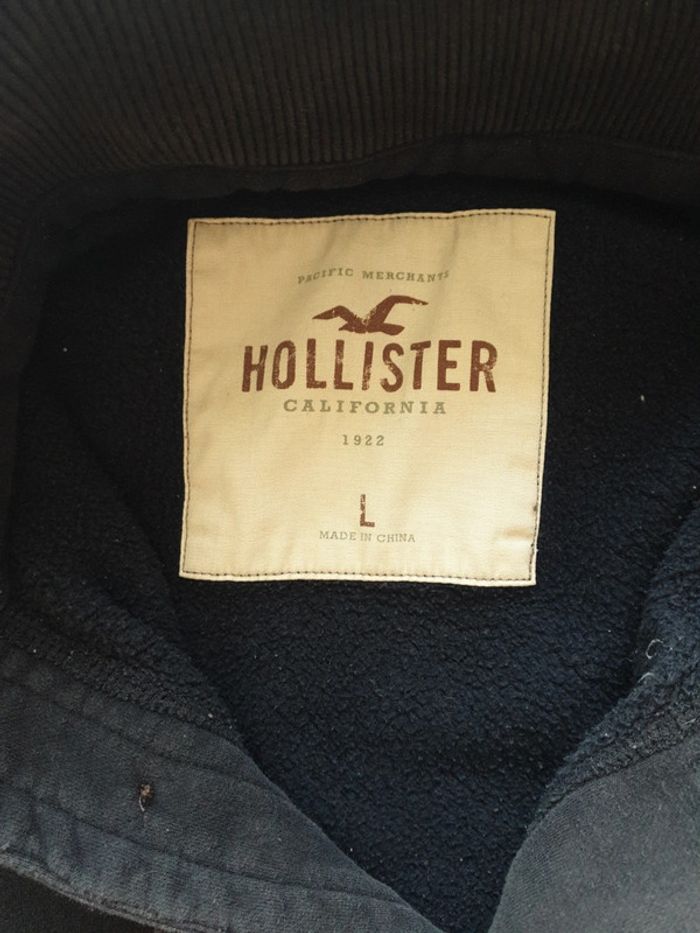 PACIFIC MERCHANTS
HOLLISTER
CALIFORNIA
1922
L
MADE IN CHINA